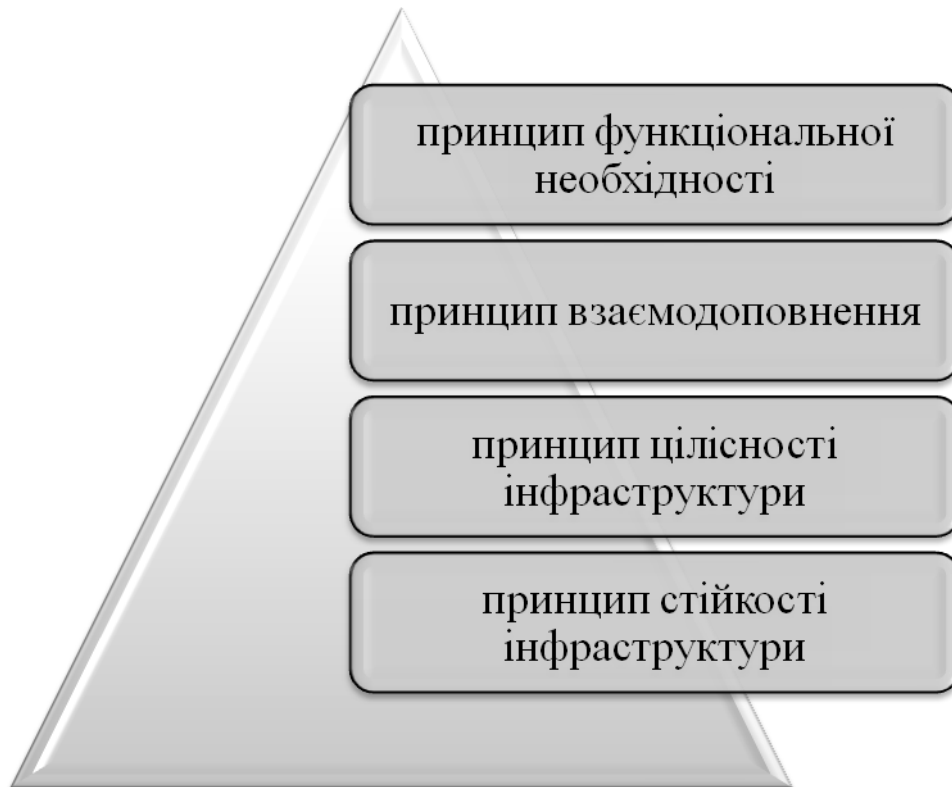 принцип функціональної
необхідності
принцип взаємодоповнення
принцип цілісності
інфраструктури
принцип стійкості
інфраструктури